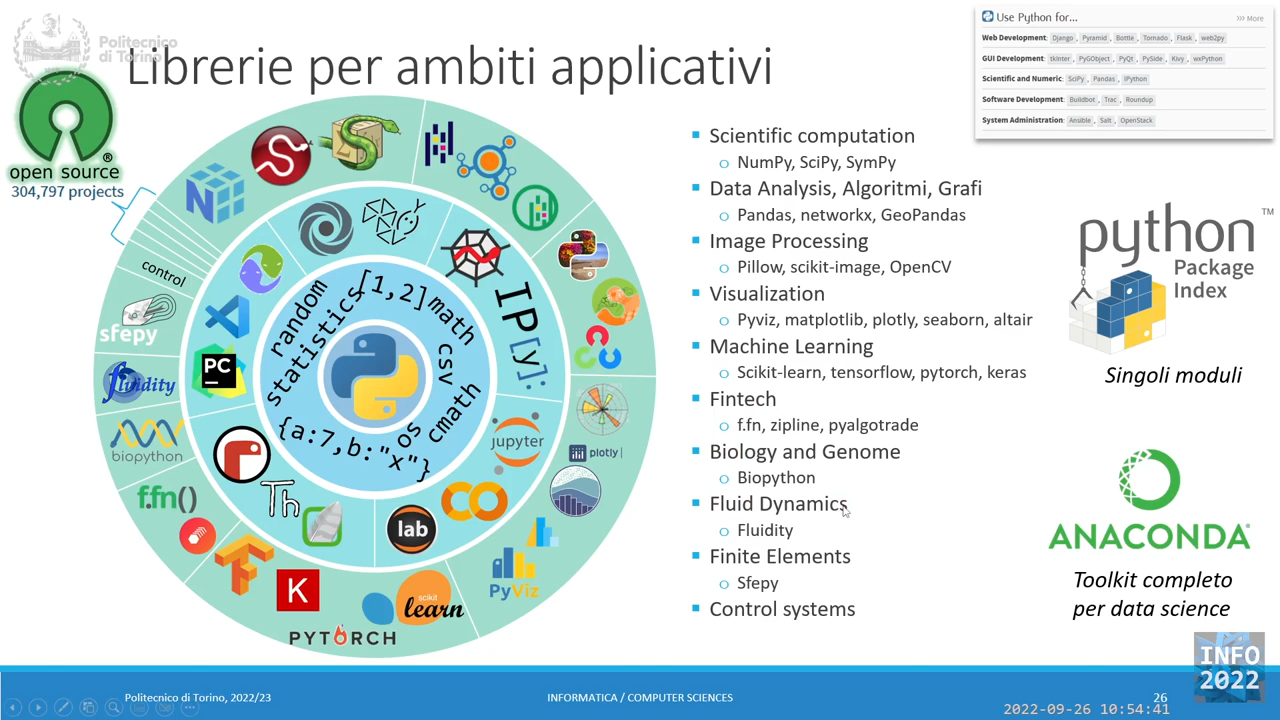 Politecnico
di Torino
Librerie per ambiti applicativi
open source
®
304,797 projects
Use Python for...
>>> More
Web Development: Django , Pyramid , Bottle , Tornado , Flask , web2py
GUI Development: tkInter , PyGObject , PyQt , PySide , Kivy , wxPython
Scientific and Numeric: SciPy , Pandas , IPython
Software Development: Buildbot , Trac , Roundup
System Administration: Ansible , Salt , OpenStack
control
sfepy
fluidity
biopython
f.fn()
K
PYTORCH
scikit
learn
PyViz
plotly
PC
Th
lab
jupyter
IP[y]:
random
statistics
[1,2]
math
csv
cmath
os
{a:7,b:"x"}
Scientific computation
NumPy, SciPy, SymPy
Data Analysis, Algoritmi, Grafi
Pandas, networkx, GeoPandas
Image Processing
Pillow, scikit-image, OpenCV
Visualization
Pyviz, matplotlib, plotly, seaborn, altair
Machine Learning
Scikit-learn, tensorflow, pytorch, keras
Fintech
f.fn, zipline, pyalgotrade
Biology and Genome
Biopython
Fluid Dynamics
Fluidity
Finite Elements
Sfepy
Control systems
python
TM
Package
Index
Singoli moduli
ANACONDA®
Toolkit completo
per data science
INFO
2022
Politecnico di Torino, 2022/23
INFORMATICA / COMPUTER SCIENCES
26
2022-09-26 10:54:41